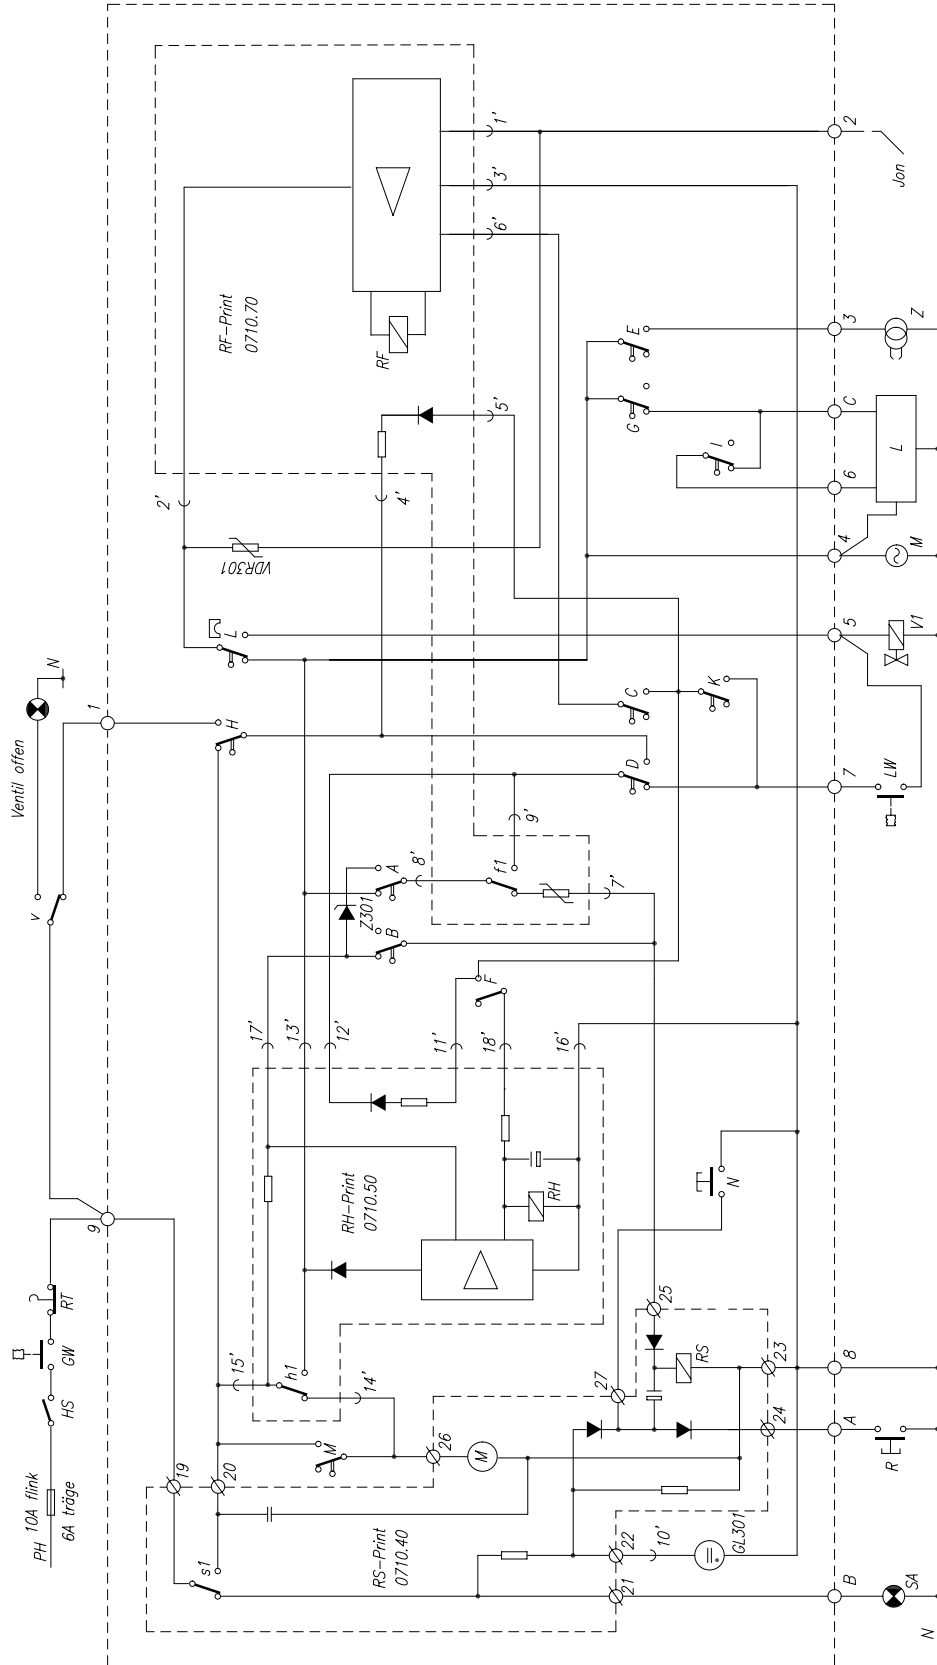 Ventil offen
N
v
1
9
RT
GW
HS
PH 10A flink
6A träge
RF-Print
0710.70
RF
1'
3'
6'
5'
4'
2'
VDR301
L
H
E
G
I
C
K
D
9'
8'
A
f1
7'
Z301
B
F
17'
13'
12'
11'
18'
16'
RH-Print
0710.50
RH
N
15'
h1
14'
M
26
M
19
20
s1
RS-Print
0710.40
25
RS
27
23
24
22
10'
GL301
21
2
Jon
3
Z
C
6
L
4
M
5
V1
7
LW
8
A
R
B
SA
N